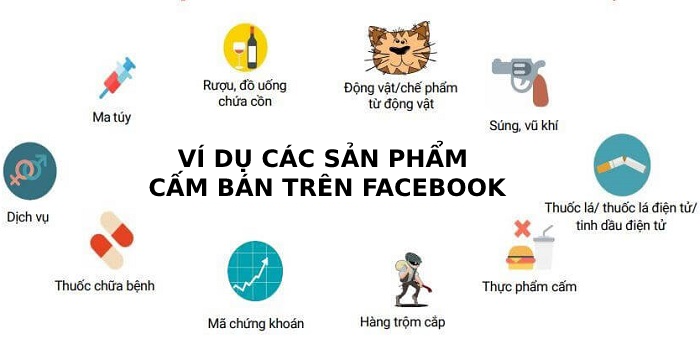 Rượu, đồ uống
chứa cồn
Động vật/chế phẩm
từ động vật
Ma túy
Súng, vũ khí
VÍ DỤ CÁC SẢN PHẨM
CẤM BÁN TRÊN FACEBOOK
Dịch vụ
Thuốc lá/ thuốc lá điện tử/
tinh dầu điện tử
Thuốc chữa bệnh
Thực phẩm cấm
Mã chứng khoán
Hàng trộm cắp